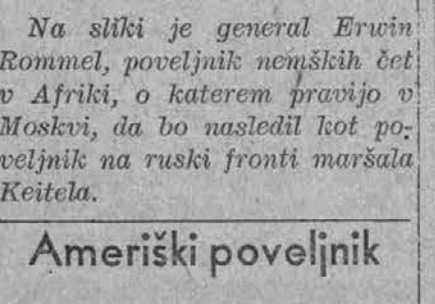 Na sliki je general Erwin
Rommel, poveljnik nemških čet
v Afriki, o katerem pravijo v
Moskvi, da bo nasledil kot po-
veljnik na ruski fronti maršala
Keitela.
Ameriški poveljnik